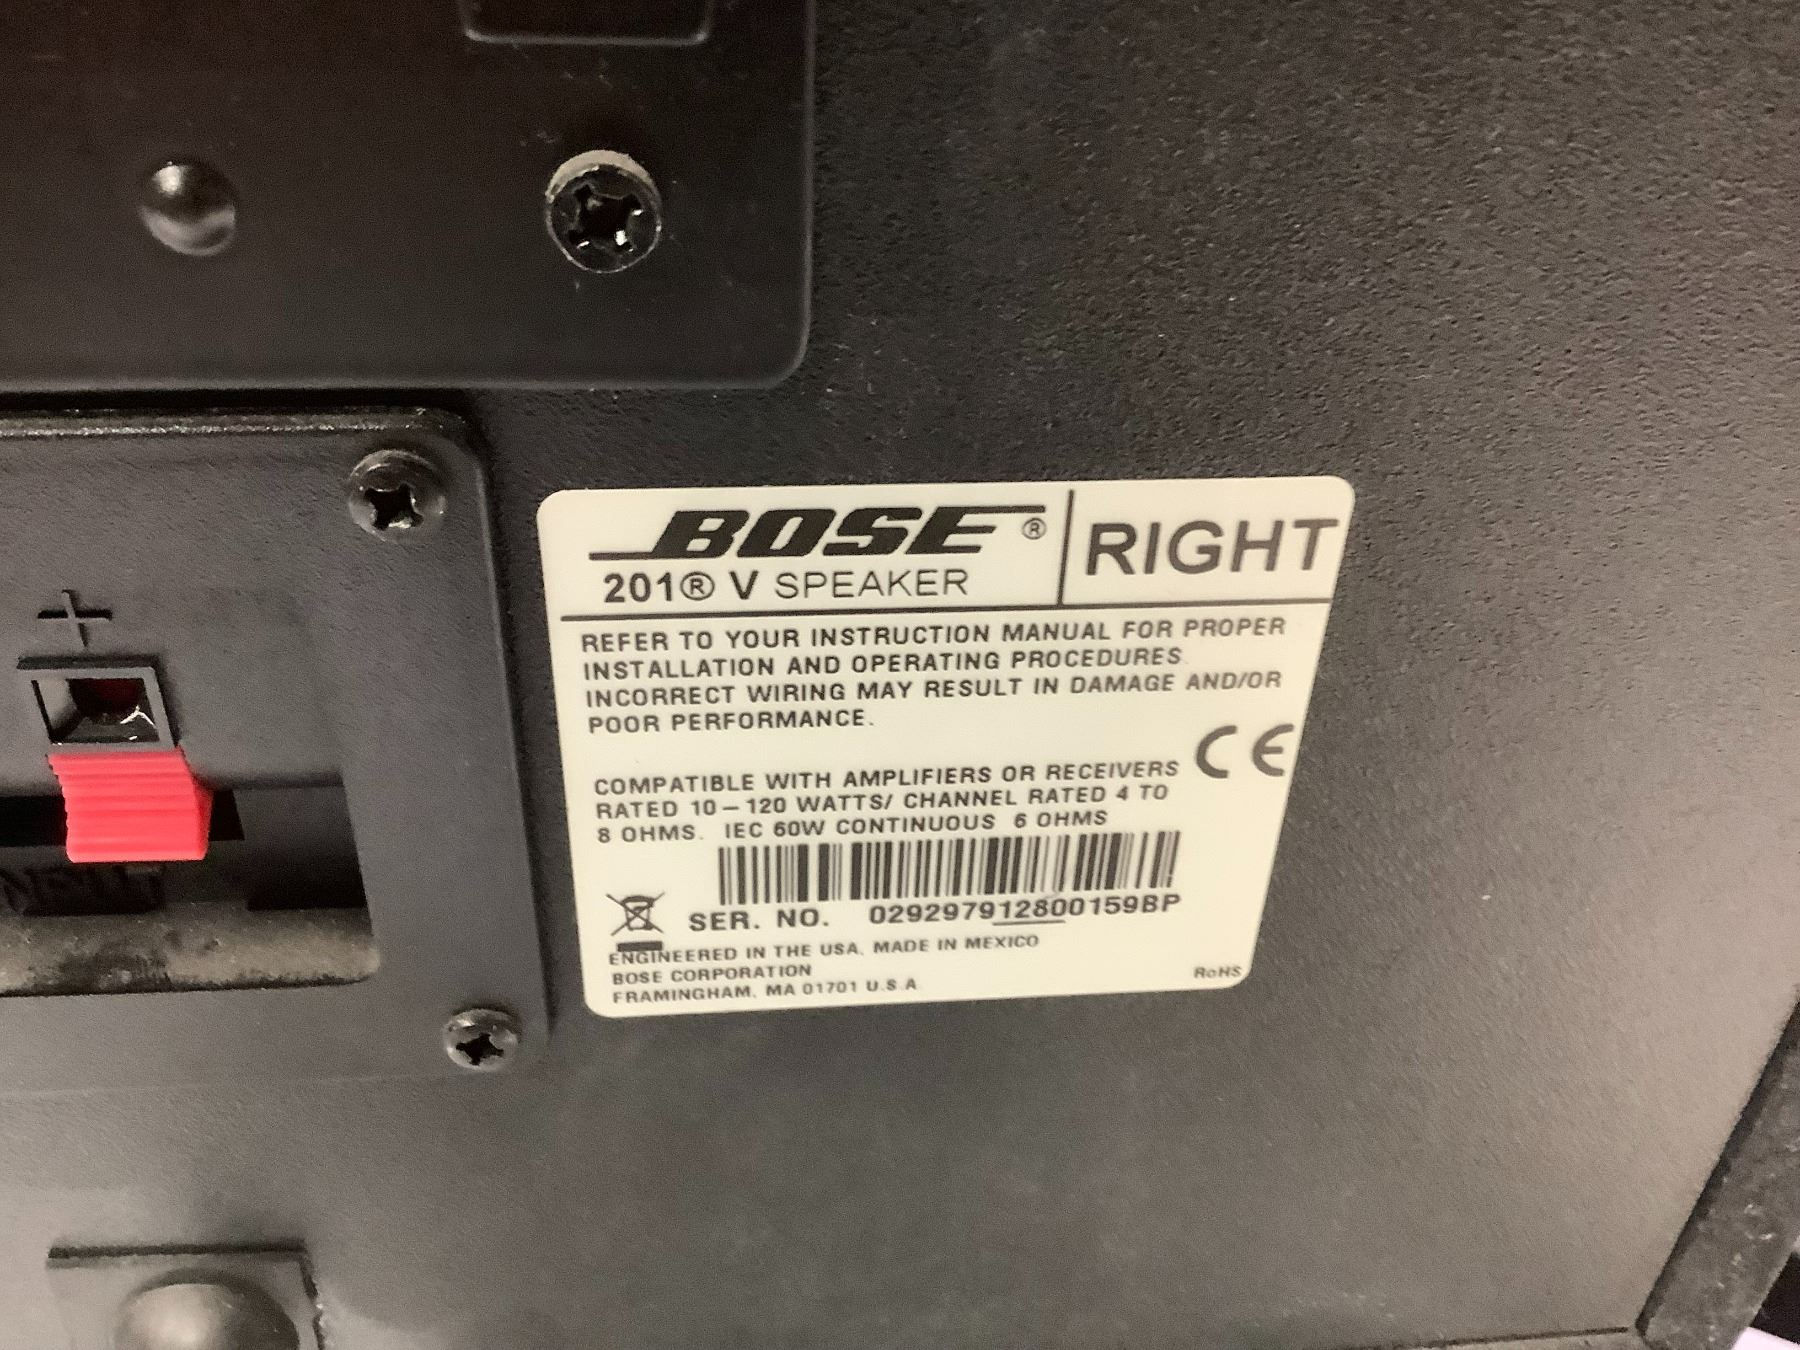 BOSE® RIGHT
201® V SPEAKER
REFER TO YOUR INSTRUCTION MANUAL FOR PROPER
INSTALLATION AND OPERATING PROCEDURES.
INCORRECT WIRING MAY RESULT IN DAMAGE AND/OR
POOR PERFORMANCE.
CE
COMPATIBLE WITH AMPLIFIERS OR RECEIVERS
RATED 10–120 WATTS/ CHANNEL RATED 4 TO
8 OHMS. IEC 60W CONTINUOUS 6 OHMS
SER. NO. 029297912800159BP
ENGINEERED IN THE USA. MADE IN MEXICO
BOSE CORPORATION
FRAMINGHAM, MA 01701 U.S.A
RoHS
+